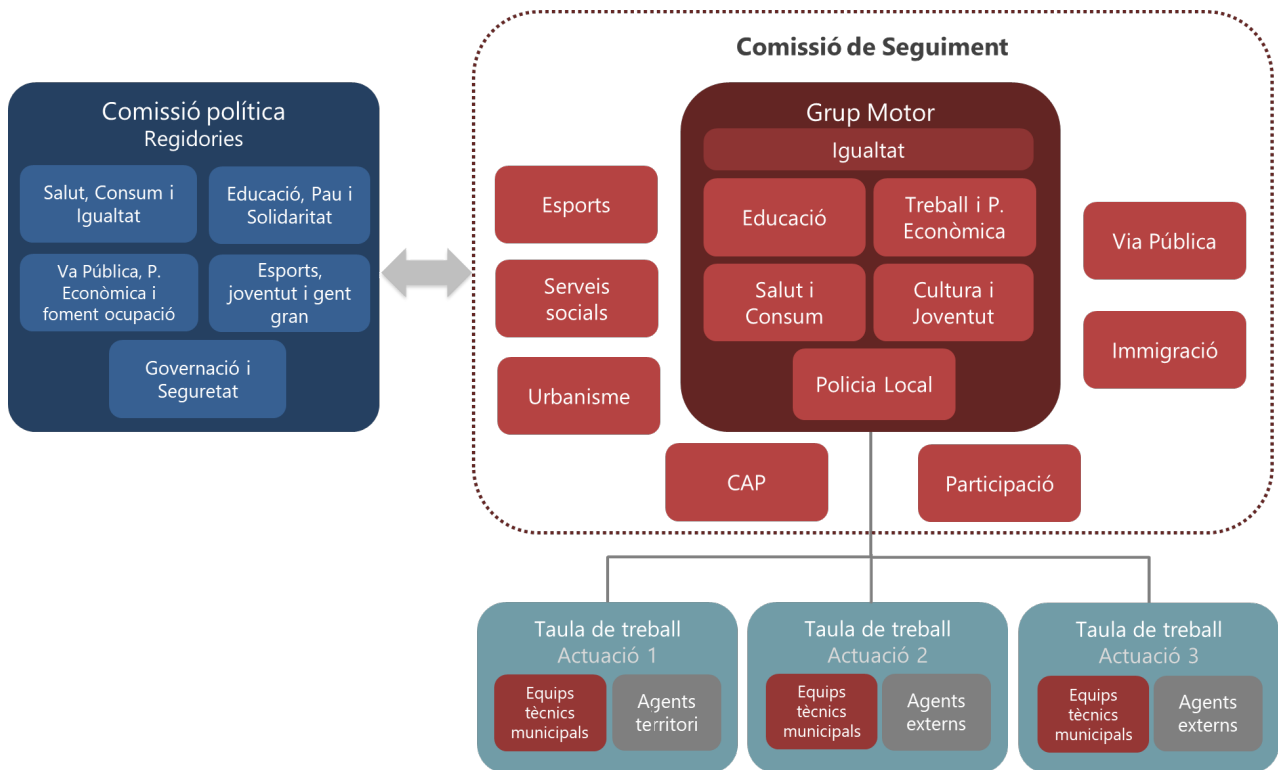 Comissió de Seguiment
Comissió política
Regidories
Salut, Consum i
Igualtat
Educació, Pau i
Solidaritat
Va Pública, P.
Econòmica i
foment ocupació
Esports,
joventut i gent
gran
Governació i
Seguretat
Esports
Serveis
socials
Urbanisme
Grup Motor
Igualtat
Educació
Treball i P.
Econòmica
Salut i
Consum
Cultura i
Joventut
Policia Local
Via Pública
Immigració
CAP
Participació
Taula de treball
Actuació 1
Equips
tècnics
municipals
Agents
territori
Taula de treball
Actuació 2
Equips
tècnics
municipals
Agents
externs
Taula de treball
Actuació 3
Equips
tècnics
municipals
Agents
externs